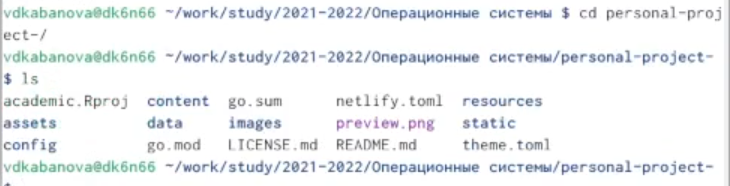 vdkabanova@dk6n66 ~/work/study/2021-2022/Операционные системы $ cd personal-proj
ect-/
vdkabanova@dk6n66 ~/work/study/2021-2022/Операционные системы/personal-project-
$ ls
academic.Rproj content go.sum netlify.toml resources
assets data images preview.png static
config go.mod LICENSE.md README.md theme.toml
vdkabanova@dk6n66 ~/work/study/2021-2022/Операционные системы/personal-project-